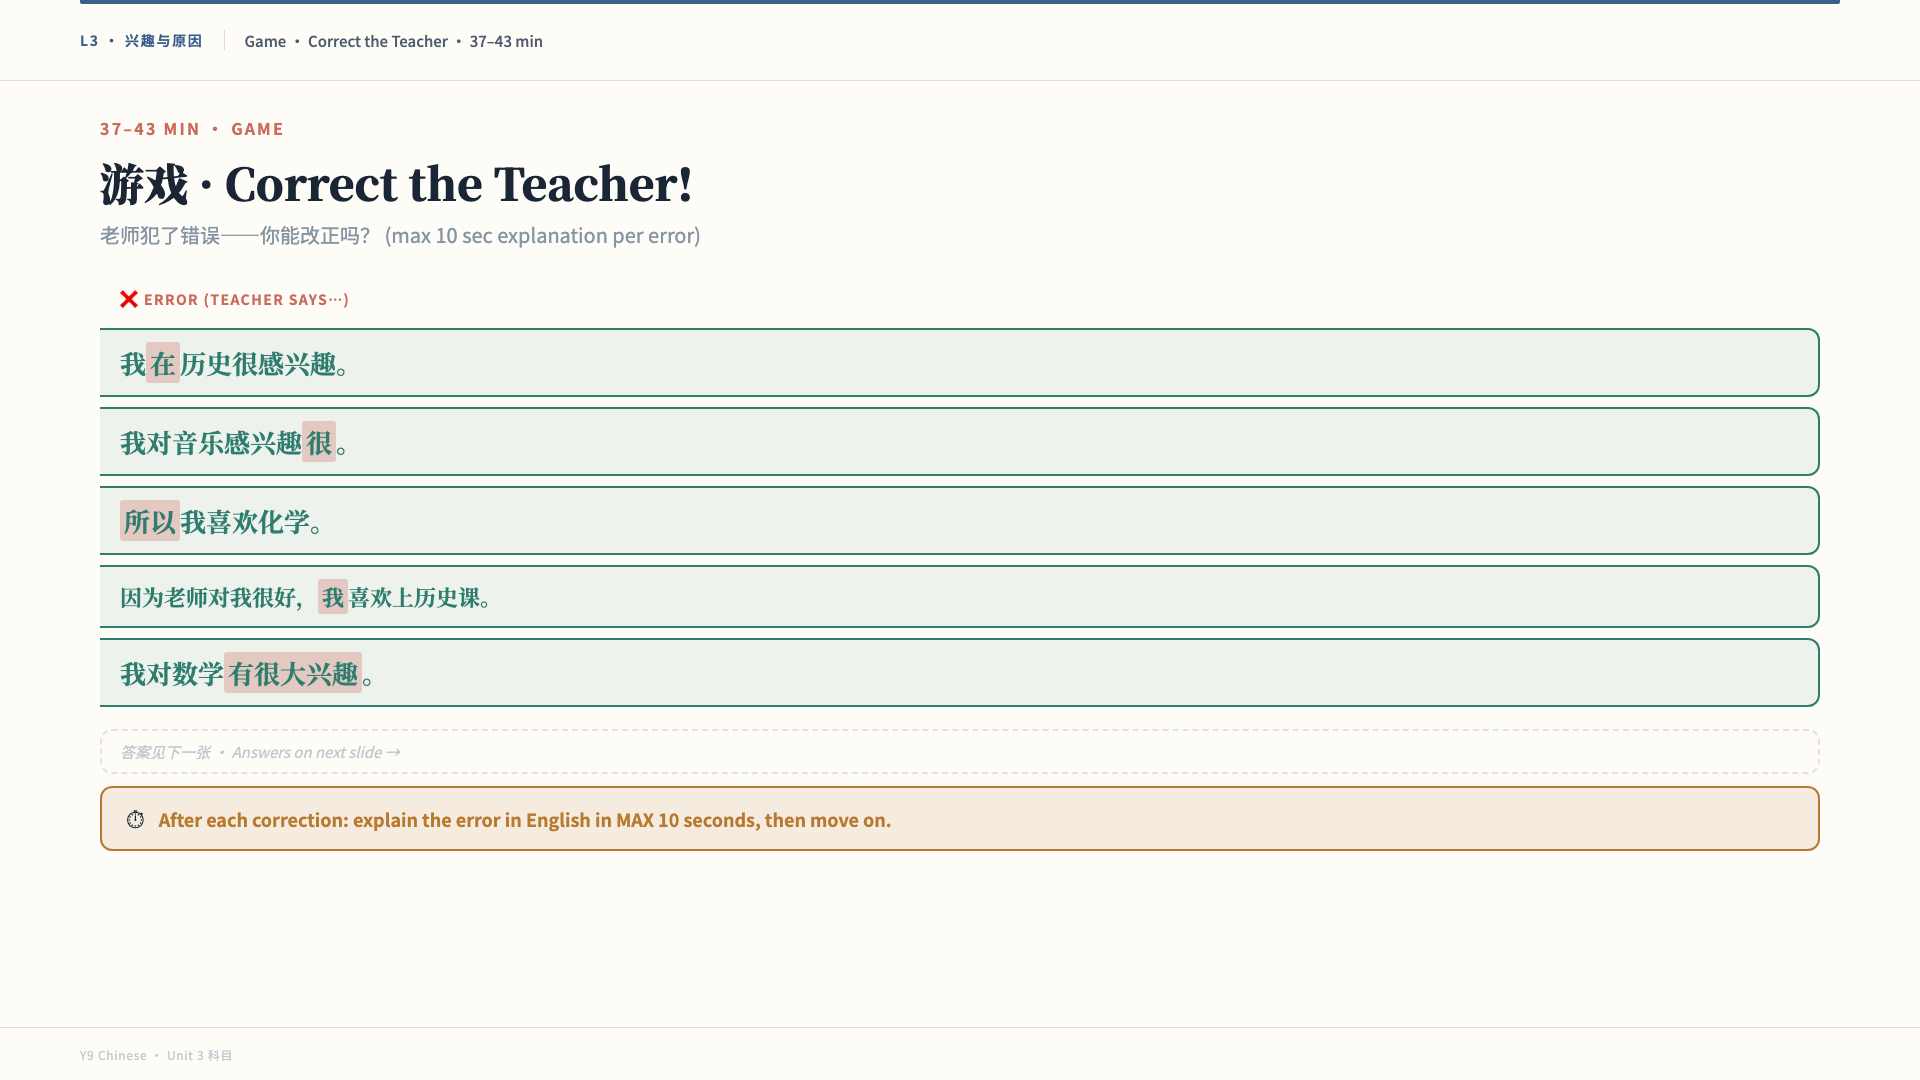 L3 • 兴趣与原因
Game • Correct the Teacher • 37–43 min
37–43 MIN • GAME
游戏 · Correct the Teacher!
老师犯了错误——你能改正吗？ (max 10 sec explanation per error)
❌ ERROR (TEACHER SAYS…)
我在历史很感兴趣。
我对音乐感兴趣很。
所以我喜欢化学。
因为老师对我很好，我喜欢上历史课。
我对数学有很大兴趣。
答案见下一张 • Answers on next slide →
⏱ After each correction: explain the error in English in MAX 10 seconds, then move on.
Y9 Chinese • Unit 3 科目